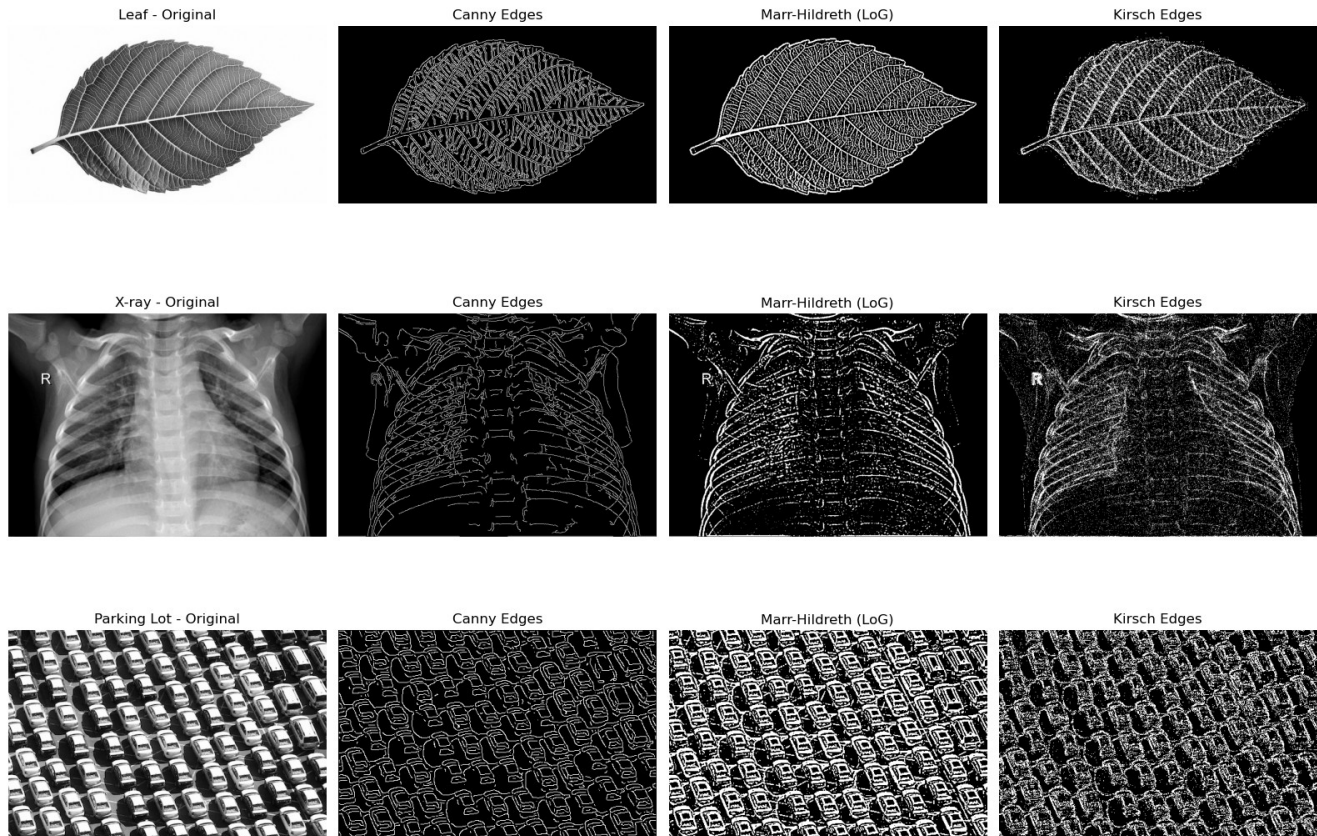 Leaf - Original
Canny Edges
Marr-Hildreth (LoG)
Kirsch Edges
X-ray - Original
Canny Edges
Marr-Hildreth (LoG)
Kirsch Edges
R
R
R
Parking Lot - Original
Canny Edges
Marr-Hildreth (LoG)
Kirsch Edges